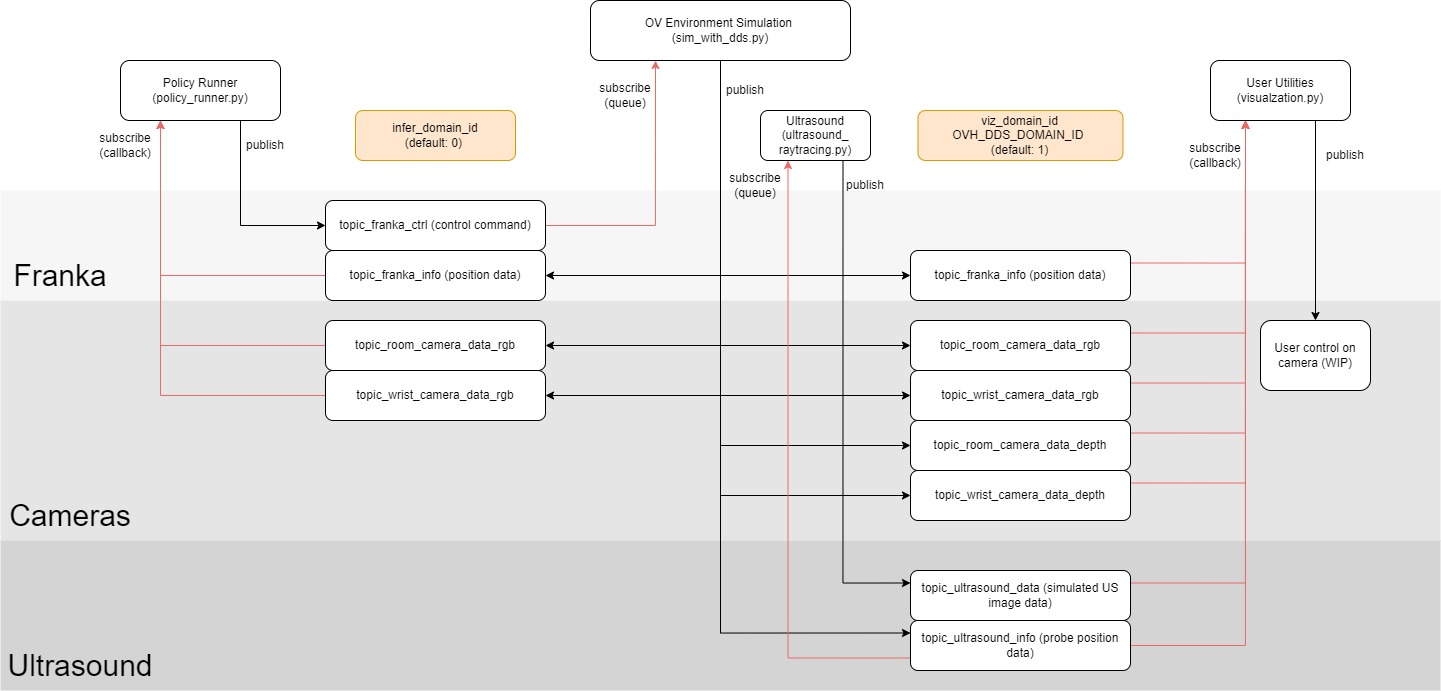 OV Environment Simulation
(sim_with_dds.py)
Policy Runner
(policy_runner.py)
User Utilities
(visualzation.py)
subscribe
(queue)
publish
Ultrasound
(ultrasound_
raytracing.py)
infer_domain_id
(default: 0)
viz_domain_id
OVH_DDS_DOMAIN_ID
(default: 1)
subscribe
(callback)
publish
subscribe
(callback)
publish
subscribe
(queue)
publish
Franka
topic_franka_ctrl (control command)
topic_franka_info (position data)
topic_franka_info (position data)
Cameras
topic_room_camera_data_rgb
topic_room_camera_data_rgb
User control on
camera (WIP)
topic_wrist_camera_data_rgb
topic_wrist_camera_data_rgb
topic_room_camera_data_depth
topic_wrist_camera_data_depth
Ultrasound
topic_ultrasound_data (simulated US
image data)
topic_ultrasound_info (probe position
data)